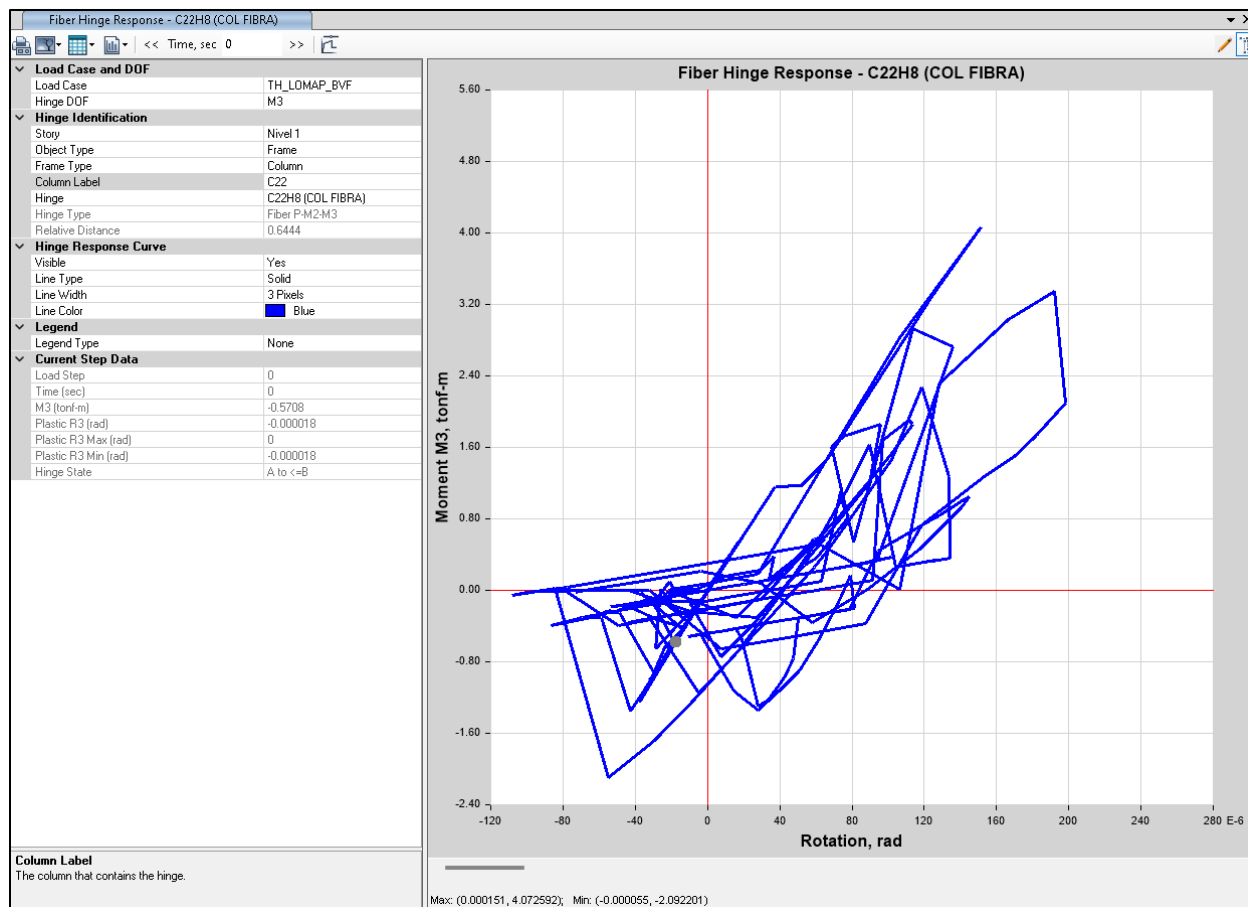 Fiber Hinge Response - C22H8 (COL FIBRA)
<< Time, sec 0 >>
Load Case and DOF
Load Case TH_LOMAP_BVF
Hinge DOF M3
Hinge Identification
Story Nivel 1
Object Type Frame
Frame Type Column
Column Label C22
Hinge C22H8 (COL FIBRA)
Hinge Type Fiber P-M2-M3
Relative Distance 0.6444
Hinge Response Curve
Visible Yes
Line Type Solid
Line Width 3 Pixels
Line Color Blue
Legend
Legend Type None
Current Step Data
Load Step 0
Time (sec) 0
M3 (tonf-m) -0.5708
Plastic R3 (rad) -0.000018
Plastic R3 Max (rad) 0
Plastic R3 Min (rad) -0.000018
Hinge State A to <=B
Column Label
The column that contains the hinge.
Fiber Hinge Response - C22H8 (COL FIBRA)
Moment M3, tonf-m
5.60
4.80
4.00
3.20
2.40
1.60
0.80
0.00
-0.80
-1.60
-2.40
-120 -80 -40 0 40 80 120 160 200 240 280 E-6
Rotation, rad
Max: (0.000151, 4.072592); Min: (-0.000055, -2.092201)